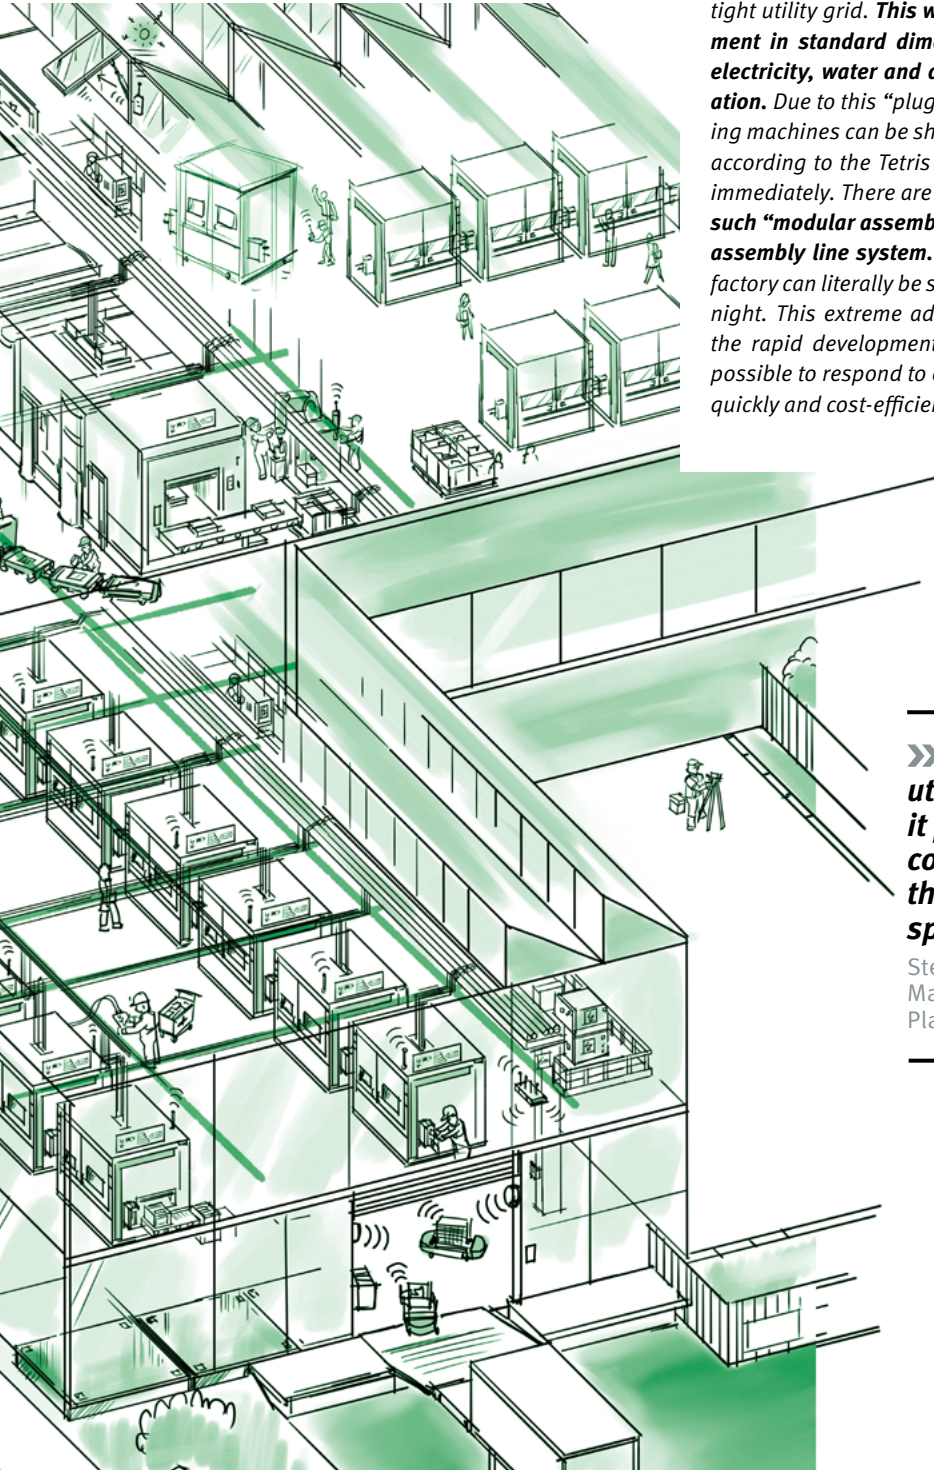 tight utility grid. This w
ment in standard dime
electricity, water and c
ation. Due to this “plug
ing machines can be sh
according to the Tetris
immediately. There are
such “modular assemb
assembly line system.
factory can literally be s
night. This extreme ad
the rapid development
possible to respond to
quickly and cost-efficier
»
ut
it
co
th
sp
Ste
Ma
Pla